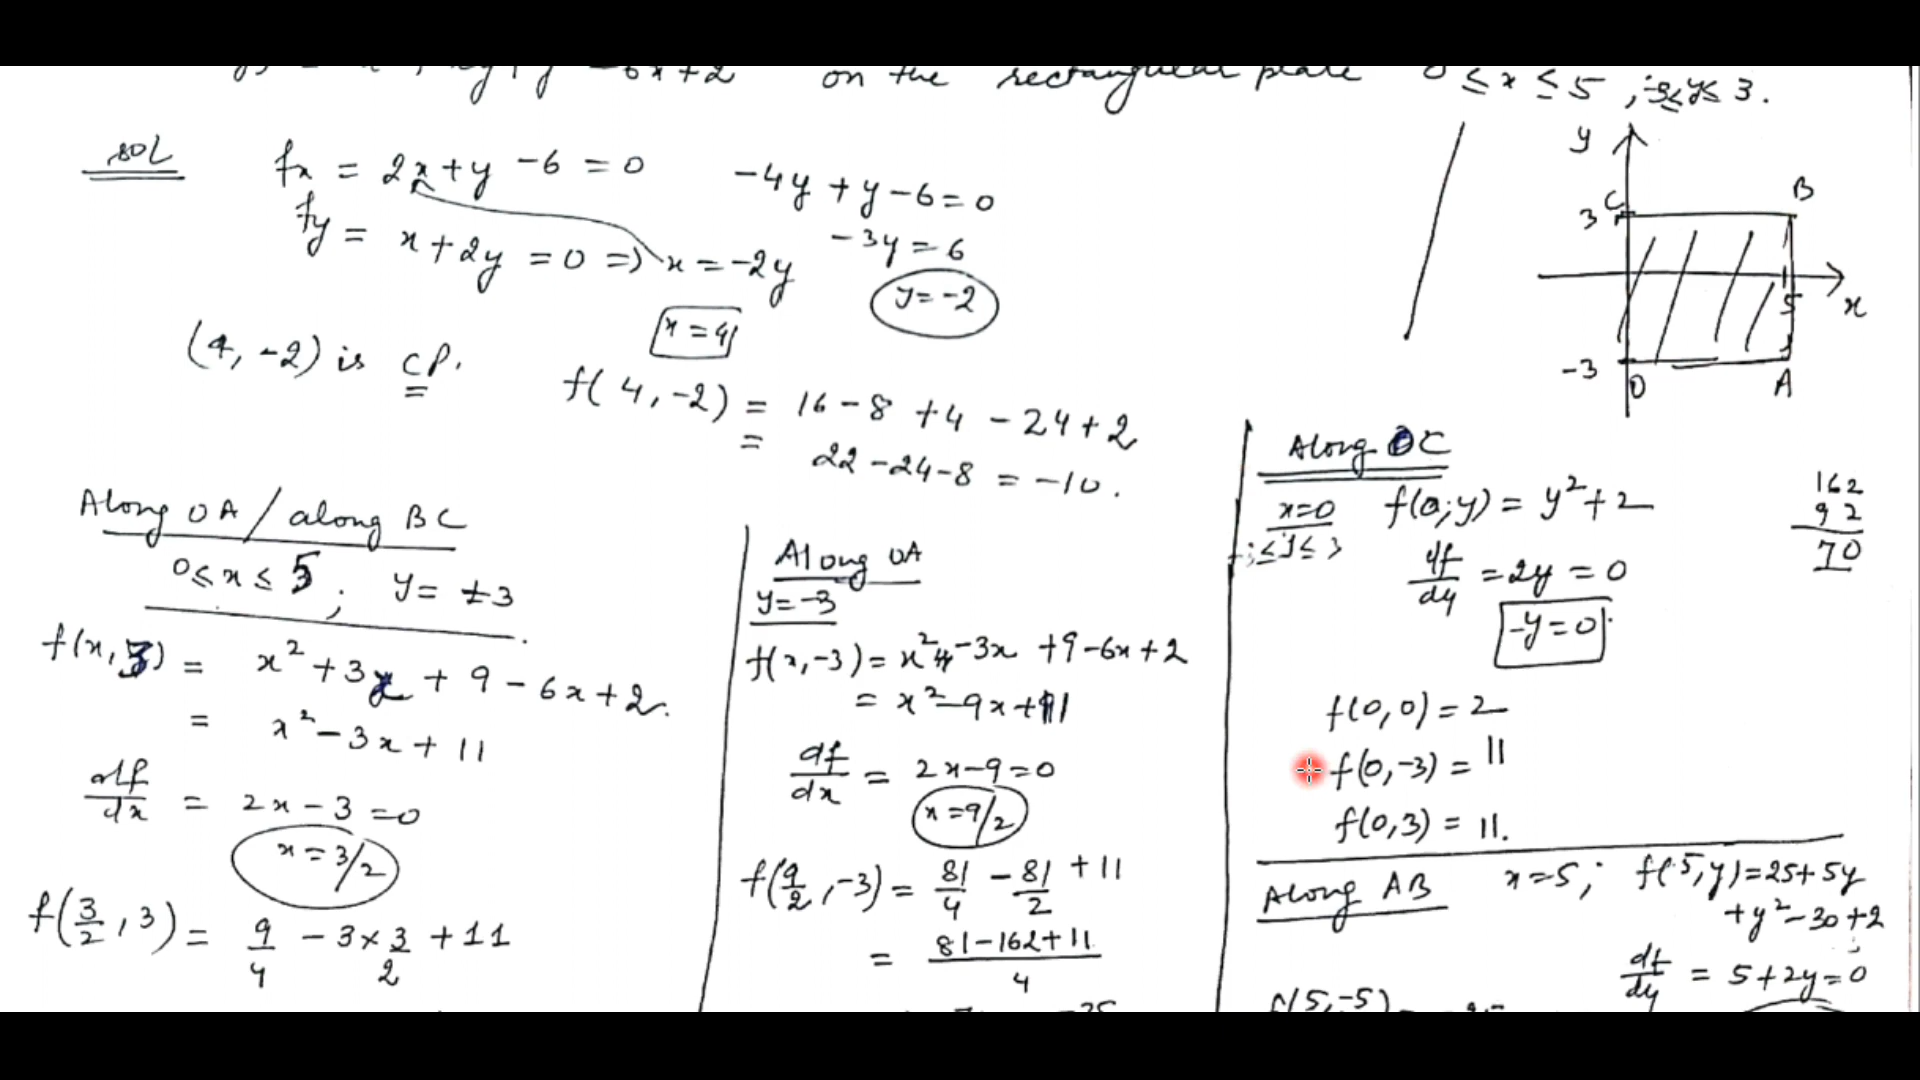 +2 on the rectangular plate 0 ≤ x ≤ 5 , -3≤y≤ 3.
sol
fx = 2x+y -6 = 0
fy = x+2y = 0 => x = -2y
-4y + y - 6 = 0
-3y = 6
y = -2
x = 4
(4, -2) is CP.
f(4,-2) = 16 - 8 + 4 - 24 + 2
= 22 - 24 - 8 = -10.
y
C
B
3
5
x
-3
O
A
Along OA / along BC
0≤ x ≤ 5 ; y = ±3
f(x,3) = x² + 3x + 9 - 6x + 2.
= x² - 3x + 11
df/dx = 2x - 3 = 0
x = 3/2
f(3/2 , 3) = 9/4 - 3×3/2 + 11
Along OA
y = -3
f(x,-3) = x² -3x +9-6x+2
= x² - 9x + 11
df/dx = 2x-9=0
x = 9/2
f(9/2 , -3) = 81/4 - 81/2 + 11
= 81-162+11/4
Along OC
x=0 f(0,y) = y²+2
≤ y ≤ 3
df/dy = 2y = 0
-y = 0
162
92
70
f(0,0) = 2
f(0,-3) = 11
f(0,3) = 11.
Along AB x=5; f(5,y)=25+5y
+y²-30+2
df/dy = 5+2y=0
f(5,-5)